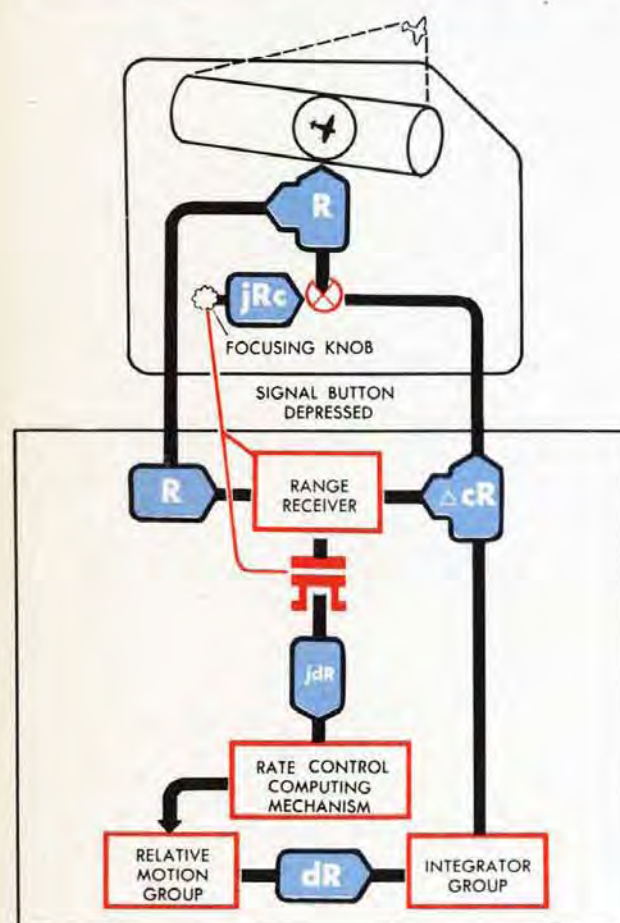 R
jRc
FOCUSING KNOB
SIGNAL BUTTON
DEPRESSED
R
RANGE
RECEIVER
△cR
jdR
RATE CONTROL
COMPUTING
MECHANISM
RELATIVE
MOTION
GROUP
dR
INTEGRATOR
GROUP